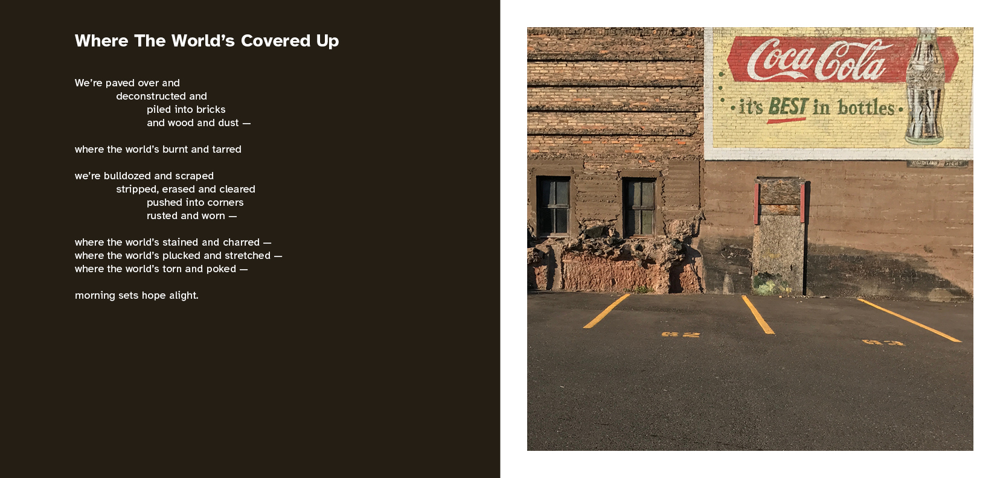 Where The World’s Covered Up
We’re paved over and
deconstructed and
piled into bricks
and wood and dust —
where the world’s burnt and tarred
we’re bulldozed and scraped
stripped, erased and cleared
pushed into corners
rusted and worn —
where the world’s stained and charred —
where the world’s plucked and stretched —
where the world’s torn and poked —
morning sets hope alight.
Coca Cola
• it's BEST in bottles •
62
63